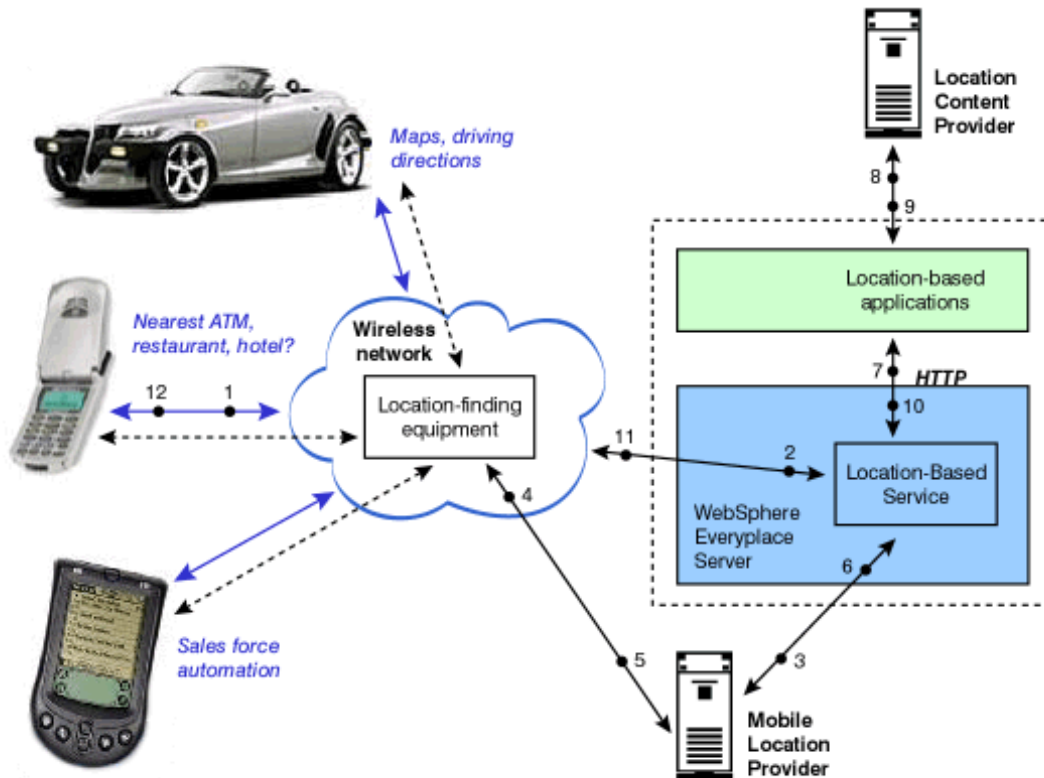 Location
Content
Provider
Maps, driving
directions
8
9
Location-based
applications
Nearest ATM,
restaurant, hotel?
Wireless
network
7
HTTP
10
12
1
Location-finding
equipment
11
2
Location-Based
Service
4
WebSphere
Everyplace
Server
6
Sales force
automation
5
3
Mobile
Location
Provider